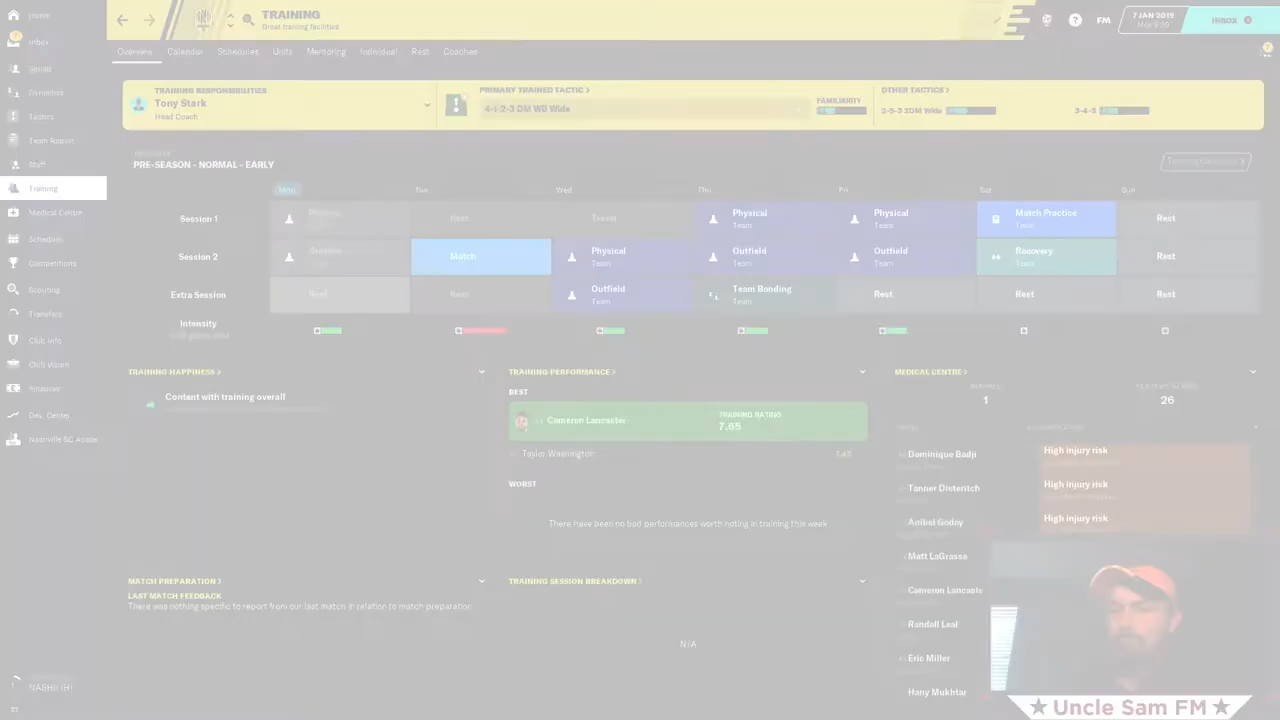 Home
TRAINING
Great training facilities
FM
7 JAN 2019
Mon 9:00
INBOX
Inbox
Overview Calendar Schedules Units Mentoring Individual Rest Coaches
Squad
Dynamics
Tactics
Team Report
Staff
Training
Medical Centre
Schedule
Competitions
Scouting
Transfers
Club Info
Club Vision
Finances
Dev. Center
TRAINING RESPONSIBILITIES
Tony Stark
Head Coach
PRIMARY TRAINED TACTIC >
4-1-2-3 DM WB Wide
FAMILIARITY
OTHER TACTICS >
3-4-3
PRE-SEASON - NORMAL - EARLY
Training Calendar >
Mon Tue Wed Thu Fri Sat Sun
Session 1
Physical
Rest
Travel
Physical
Team
Physical
Team
Match Practice
Team
Rest
Session 2
Match
Physical
Team
Outfield
Team
Outfield
Team
Recovery
Team
Rest
Extra Session
Rest
Rest
Outfield
Team
Team Bonding
Team
Rest
Rest
Rest
Intensity
TRAINING HAPPINESS >
Content with training overall
TRAINING PERFORMANCE >
BEST
Cameron Lancaster
TRAINING RATING
7.65
Taylor Washington
WORST
There have been no bad performances worth noting in training this week
MEDICAL CENTRE >
1
26
Dominique Badji
High injury risk
Tanner Dieterich
High injury risk
Anibal Godoy
High injury risk
Matt LaGrassa
Cameron Lancaste
Randall Leal
Eric Miller
Hany Mukhtar
MATCH PREPARATION >
LAST MATCH FEEDBACK
There was nothing specific to report from our last match in relation to match preparation
TRAINING SESSION BREAKDOWN >
N/A
★ Uncle Sam FM ★